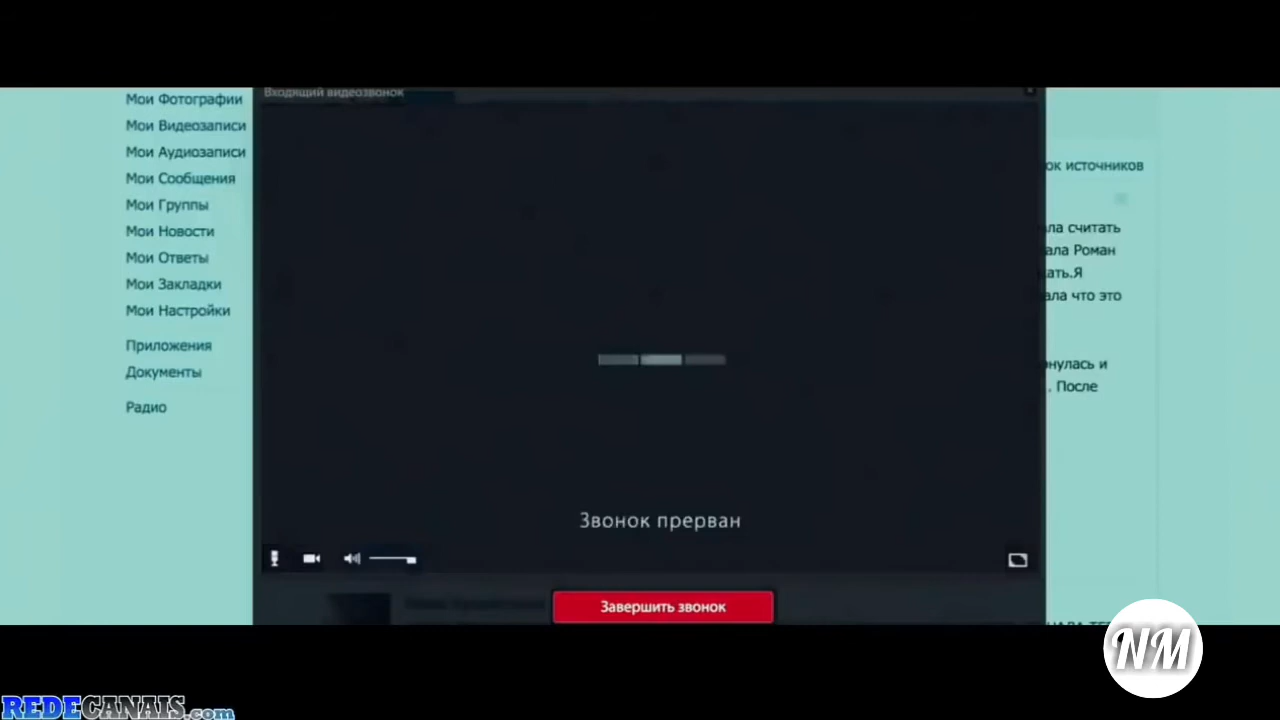 Входящий видеозвонок
Мои Фотографии
Мои Видеозаписи
Мои Аудиозаписи
Мои Сообщения
Мои Группы
Мои Новости
Мои Ответы
Мои Закладки
Мои Настройки
Приложения
Документы
Радио
ок источников
ла считать
ала Роман
ать.Я
ала что это
нулась и
. После
Звонок прерван
Завершить звонок
NM
REDECANAIS.com